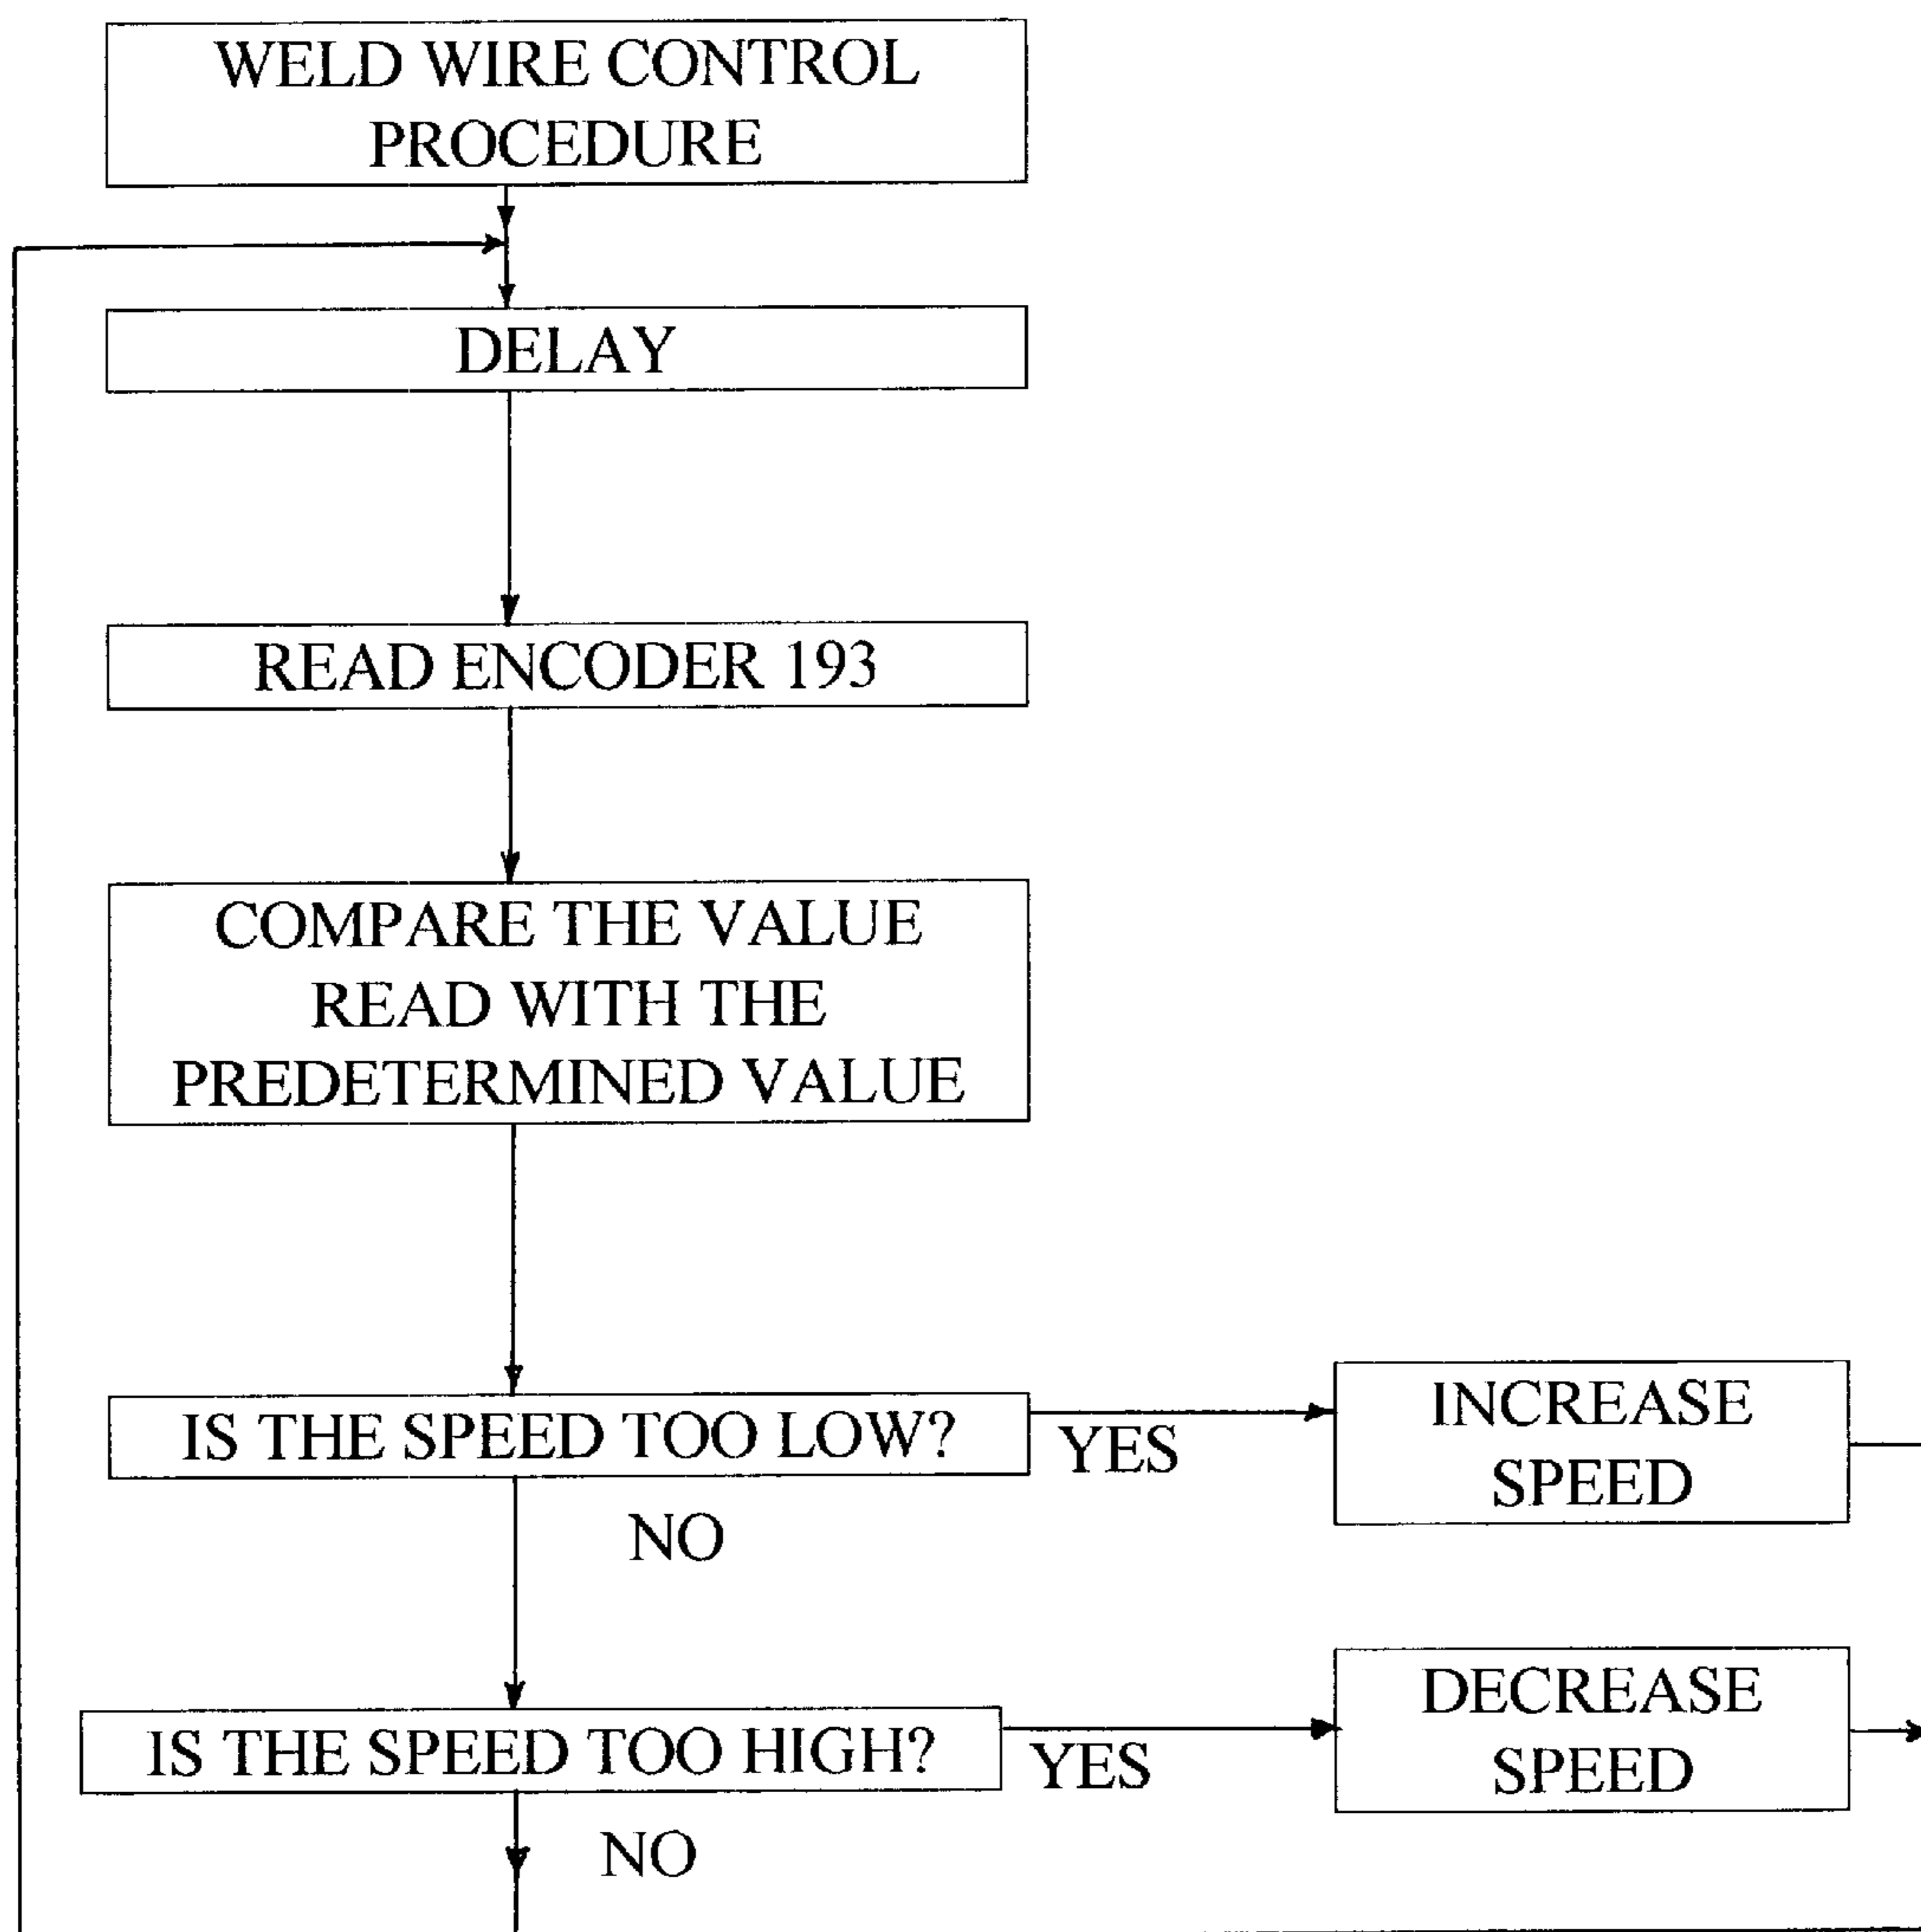 WELD WIRE CONTROL
PROCEDURE
DELAY
READ ENCODER 193
COMPARE THE VALUE
READ WITH THE
PREDETERMINED VALUE
IS THE SPEED TOO LOW?
YES
INCREASE
SPEED
NO
IS THE SPEED TOO HIGH?
YES
DECREASE
SPEED
NO